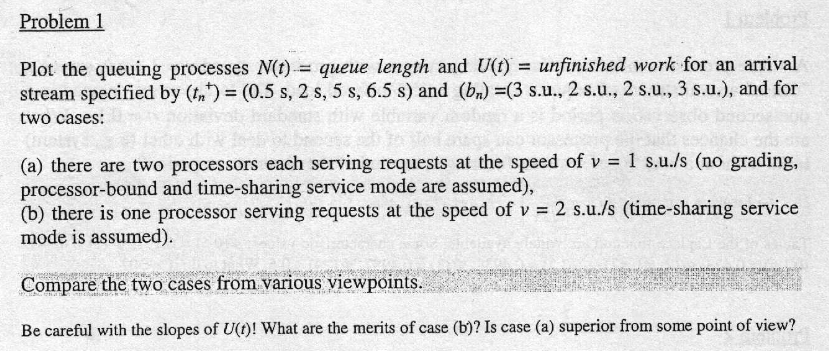 Problem 1
Plot the queuing processes N(t) = queue length and U(t) = unfinished work for an arrival
stream specified by (tₙ⁺) = (0.5 s, 2 s, 5 s, 6.5 s) and (bₙ) =(3 s.u., 2 s.u., 2 s.u., 3 s.u.), and for
two cases:
(a) there are two processors each serving requests at the speed of v = 1 s.u./s (no grading,
processor-bound and time-sharing service mode are assumed),
(b) there is one processor serving requests at the speed of v = 2 s.u./s (time-sharing service
mode is assumed).
Compare the two cases from various viewpoints.
Be careful with the slopes of U(t)! What are the merits of case (b)? Is case (a) superior from some point of view?